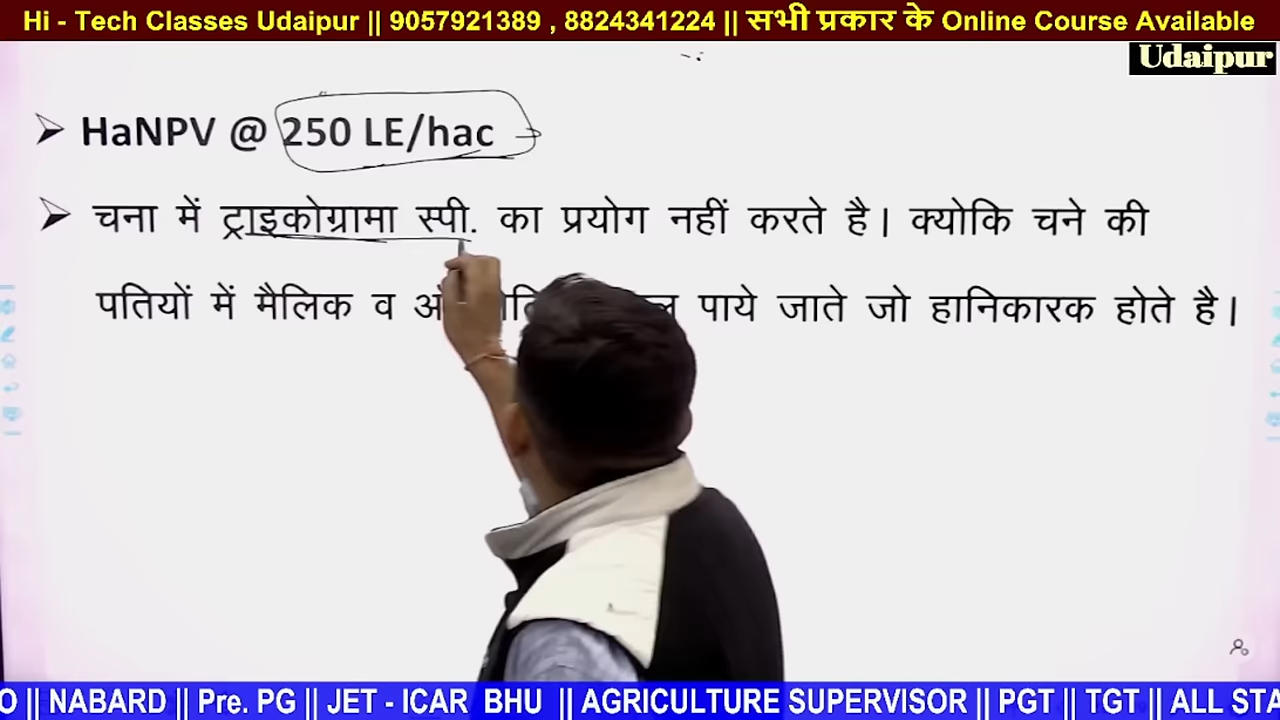 Hi - Tech Classes Udaipur || 9057921389 , 8824341224 || सभी प्रकार के Online Course Available
Udaipur
HaNPV @ 250 LE/hac
चना में ट्राइकोग्रामा स्पी. का प्रयोग नहीं करते है। क्योकि चने की
पतियों में मैलिक व पाये जाते जो हानिकारक होते है।
|| NABARD || Pre. PG || JET - ICAR BHU || AGRICULTURE SUPERVISOR || PGT || TGT || ALL